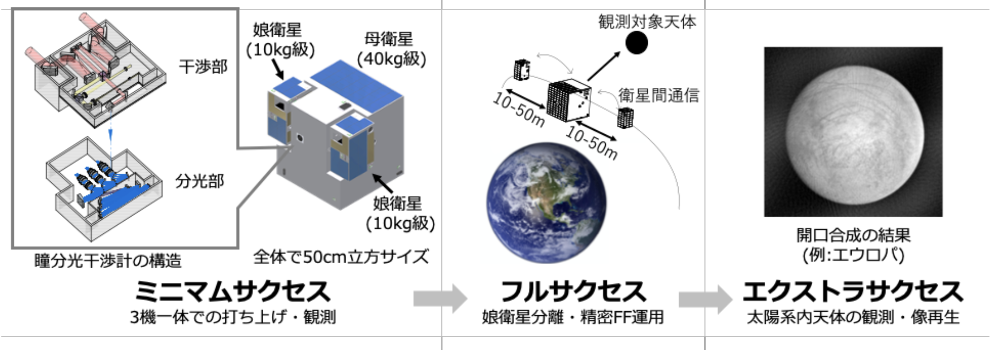 干渉部
分光部
瞳分光干渉計の構造
娘衛星
(10kg級)
母衛星
(40kg級)
娘衛星
(10kg級)
全体で50cm立方サイズ
ミニマムサクセス
3機一体での打ち上げ・観測
観測対象天体
衛星間通信
10-50m
10-50m
フルサクセス
娘衛星分離・精密FF運用
開口合成の結果
(例:エウロパ)
エクストラサクセス
太陽系内天体の観測・像再生